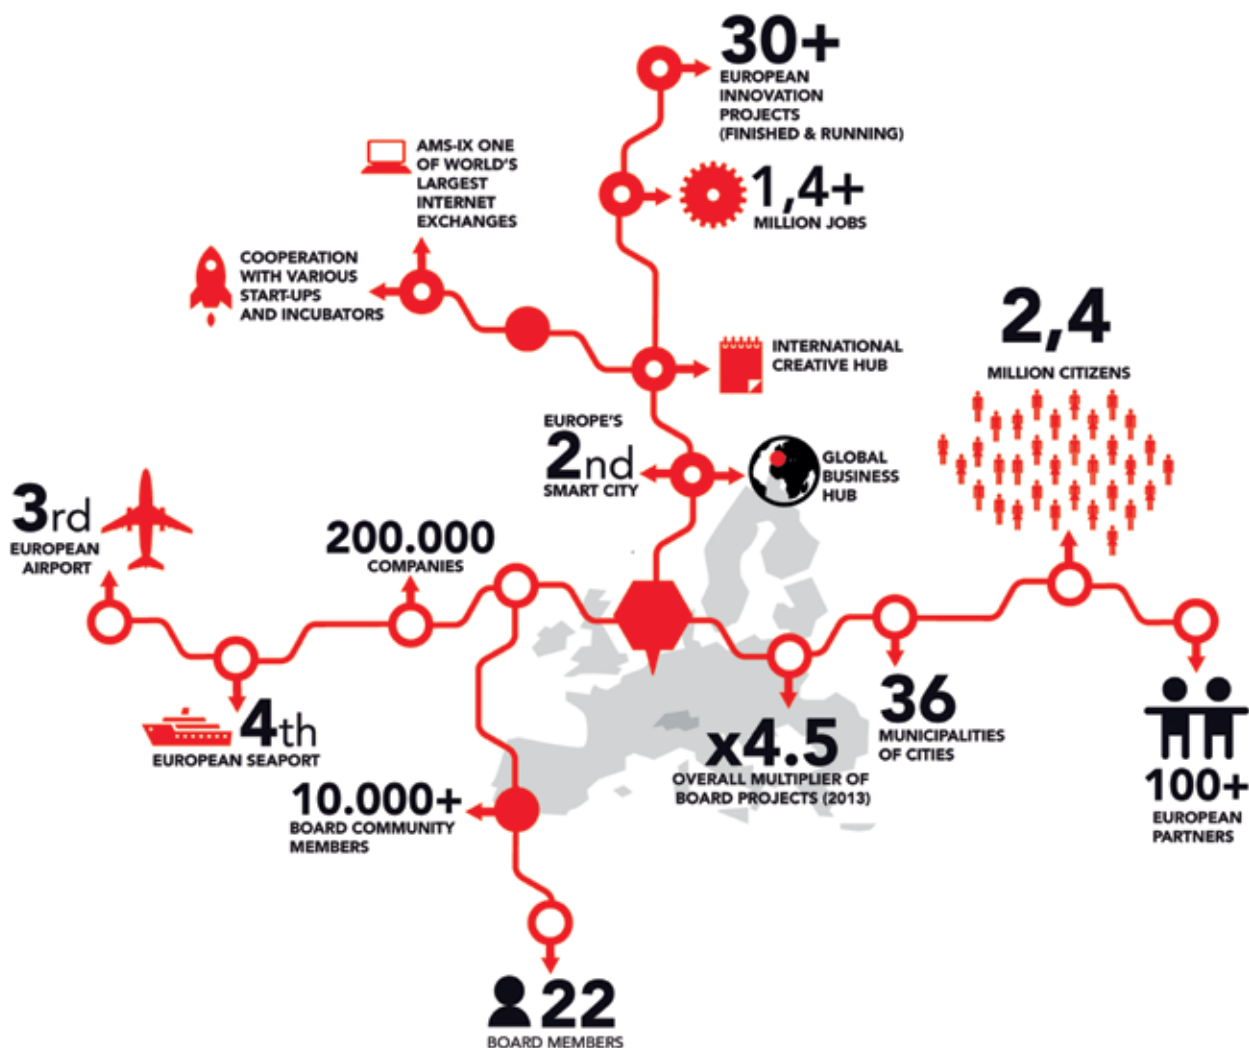 30+
EUROPEAN
INNOVATION
PROJECTS
(FINISHED & RUNNING)
AMS-IX ONE
OF WORLD'S
LARGEST
INTERNET
EXCHANGES
1,4+
MILLION JOBS
COOPERATION
WITH VARIOUS
START-UPS
AND INCUBATORS
INTERNATIONAL
CREATIVE HUB
2,4
MILLION CITIZENS
EUROPE'S
2nd
SMART CITY
GLOBAL
BUSINESS
HUB
3rd
EUROPEAN
AIRPORT
200.000
COMPANIES
4th
EUROPEAN SEAPORT
x4.5
OVERALL MULTIPLIER OF
BOARD PROJECTS (2013)
36
MUNICIPALITIES
OF CITIES
100+
EUROPEAN
PARTNERS
10.000+
BOARD COMMUNITY
MEMBERS
22
BOARD MEMBERS